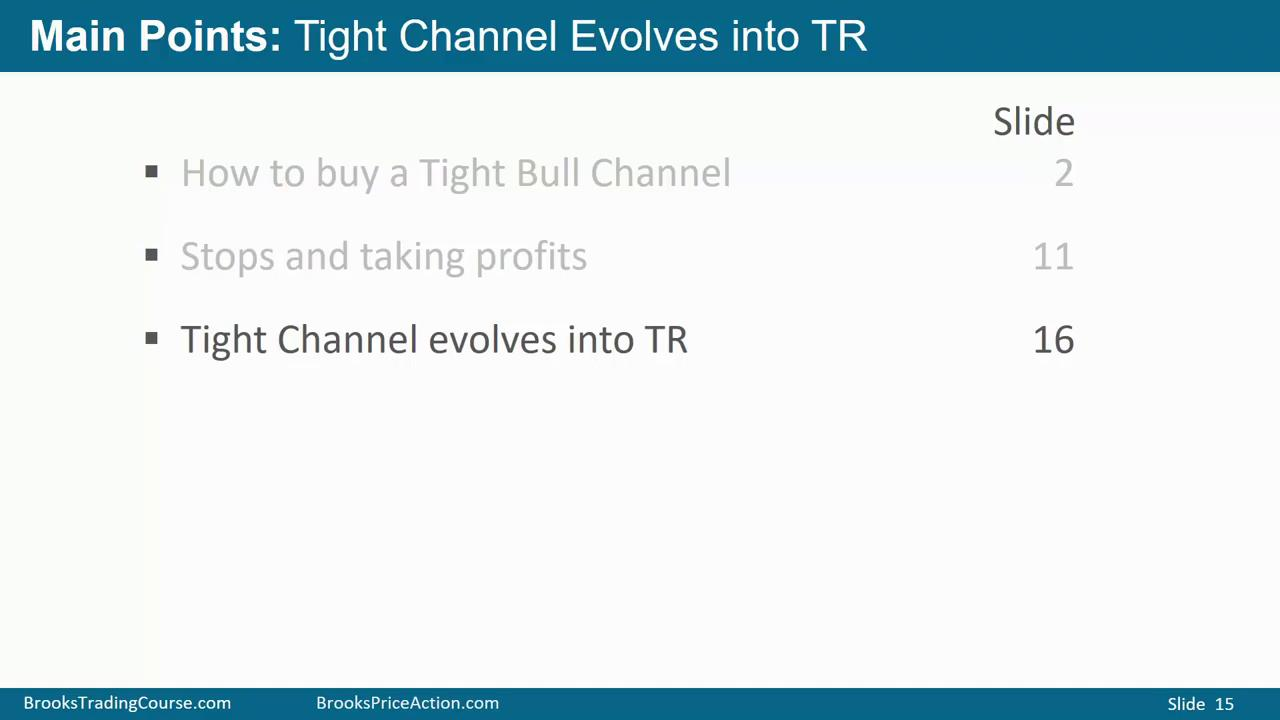 Main Points: Tight Channel Evolves into TR
Slide
▪ How to buy a Tight Bull Channel 2
▪ Stops and taking profits 11
▪ Tight Channel evolves into TR 16
BrooksTradingCourse.com BrooksPriceAction.com Slide 15